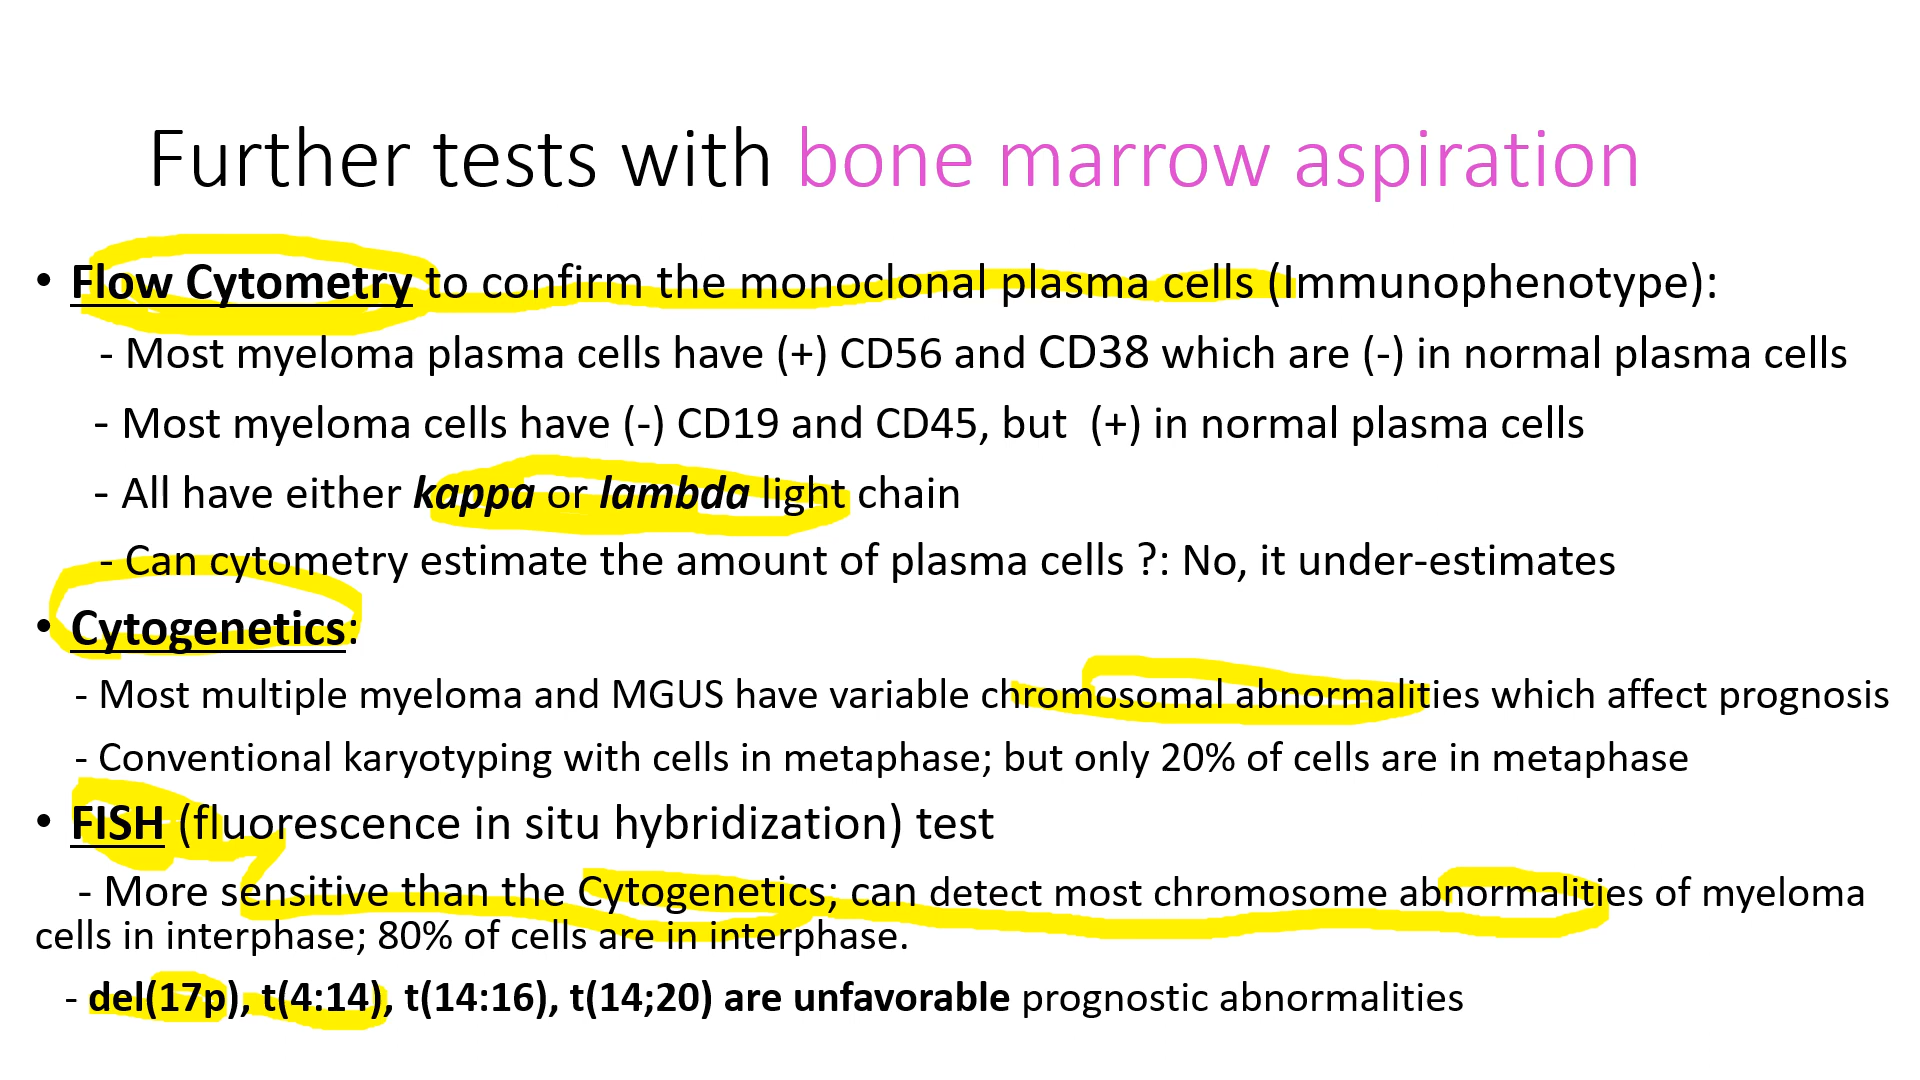 Further tests with bone marrow aspiration
• Flow Cytometry to confirm the monoclonal plasma cells (Immunophenotype):
- Most myeloma plasma cells have (+) CD56 and CD38 which are (-) in normal plasma cells
- Most myeloma cells have (-) CD19 and CD45, but (+) in normal plasma cells
- All have either kappa or lambda light chain
- Can cytometry estimate the amount of plasma cells ?: No, it under-estimates
• Cytogenetics:
- Most multiple myeloma and MGUS have variable chromosomal abnormalities which affect prognosis
- Conventional karyotyping with cells in metaphase; but only 20% of cells are in metaphase
• FISH (fluorescence in situ hybridization) test
- More sensitive than the Cytogenetics; can detect most chromosome abnormalities of myeloma
cells in interphase; 80% of cells are in interphase.
- del(17p), t(4:14), t(14:16), t(14;20) are unfavorable prognostic abnormalities